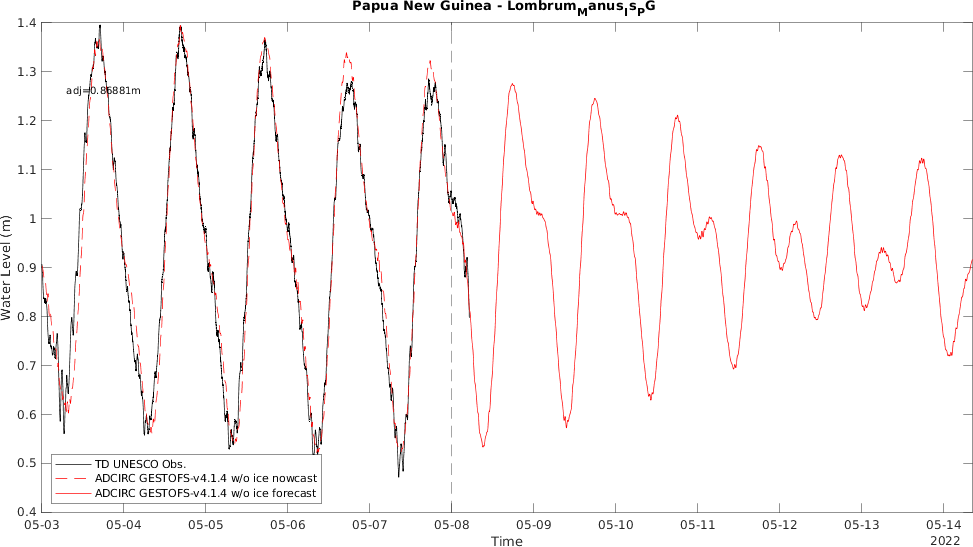 Papua New Guinea - LombrumManusIsPG
1.4
adj=0.86881m
1.3
1.2
1.1
1
0.9
0.8
0.7
0.6
0.5
0.4
Water Level (m)
TD UNESCO Obs.
ADCIRC GESTOFS-v4.1.4 w/o ice nowcast
ADCIRC GESTOFS-v4.1.4 w/o ice forecast
05-03 05-04 05-05 05-06 05-07 05-08 05-09 05-10 05-11 05-12 05-13 05-14
Time
2022